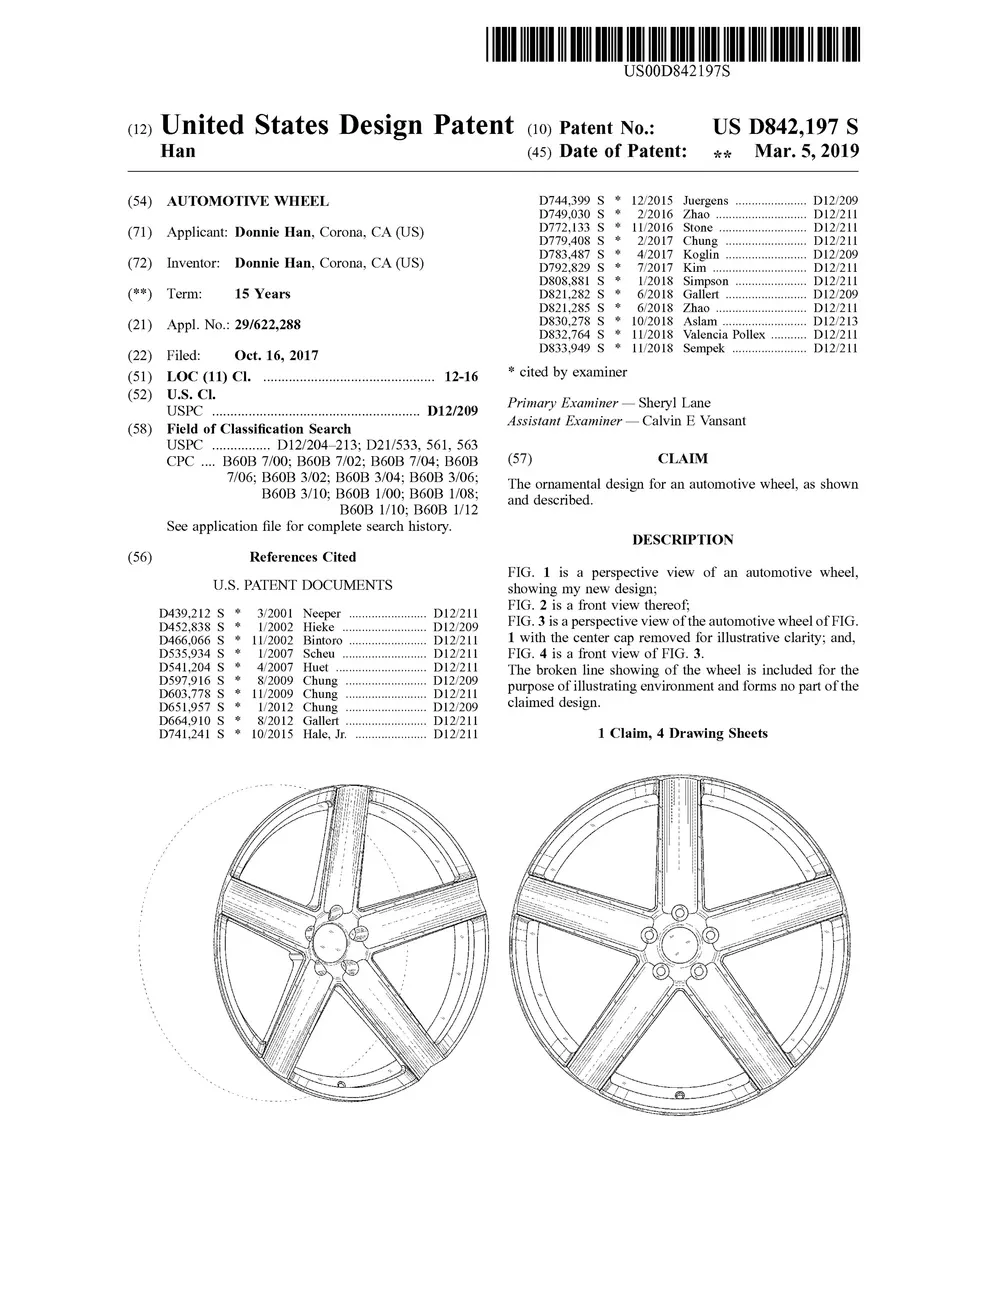 US00D842197S
(12) United States Design Patent
Han
(10) Patent No.: US D842,197 S
(45) Date of Patent: ** Mar. 5, 2019
(54) AUTOMOTIVE WHEEL
(71) Applicant: Donnie Han, Corona, CA (US)
(72) Inventor: Donnie Han, Corona, CA (US)
(**) Term: 15 Years
(21) Appl. No.: 29/622,288
(22) Filed: Oct. 16, 2017
(51) LOC (11) Cl. ............................................... 12-16
(52) U.S. Cl.
USPC ......................................................... D12/209
(58) Field of Classification Search
USPC ................ D12/204–213; D21/533, 561, 563
CPC .... B60B 7/00; B60B 7/02; B60B 7/04; B60B
7/06; B60B 3/02; B60B 3/04; B60B 3/06;
B60B 3/10; B60B 1/00; B60B 1/08;
B60B 1/10; B60B 1/12
See application file for complete search history.
(56) References Cited
U.S. PATENT DOCUMENTS
D439,212 S * 3/2001 Neeper ........................ D12/211
D452,838 S * 1/2002 Hieke .......................... D12/209
D466,066 S * 11/2002 Bintoro ........................ D12/211
D535,934 S * 1/2007 Scheu .......................... D12/211
D541,204 S * 4/2007 Huet ............................ D12/211
D597,916 S * 8/2009 Chung ......................... D12/209
D603,778 S * 11/2009 Chung ......................... D12/211
D651,957 S * 1/2012 Chung ......................... D12/209
D664,910 S * 8/2012 Gallert ......................... D12/211
D741,241 S * 10/2015 Hale, Jr. ...................... D12/211
D744,399 S * 12/2015 Juergens ...................... D12/209
D749,030 S * 2/2016 Zhao ............................ D12/211
D772,133 S * 11/2016 Stone ........................... D12/211
D779,408 S * 2/2017 Chung ......................... D12/211
D783,487 S * 4/2017 Koglin ......................... D12/209
D792,829 S * 7/2017 Kim ............................. D12/211
D808,881 S * 1/2018 Simpson ...................... D12/211
D821,282 S * 6/2018 Gallert ......................... D12/209
D821,285 S * 6/2018 Zhao ............................ D12/211
D830,278 S * 10/2018 Aslam .......................... D12/213
D832,764 S * 11/2018 Valencia Pollex ........... D12/211
D833,949 S * 11/2018 Sempek ....................... D12/211
* cited by examiner
Primary Examiner — Sheryl Lane
Assistant Examiner — Calvin E Vansant
(57) CLAIM
The ornamental design for an automotive wheel, as shown
and described.
DESCRIPTION
FIG. 1 is a perspective view of an automotive wheel,
showing my new design;
FIG. 2 is a front view thereof;
FIG. 3 is a perspective view of the automotive wheel of FIG.
1 with the center cap removed for illustrative clarity; and,
FIG. 4 is a front view of FIG. 3.
The broken line showing of the wheel is included for the
purpose of illustrating environment and forms no part of the
claimed design.
1 Claim, 4 Drawing Sheets